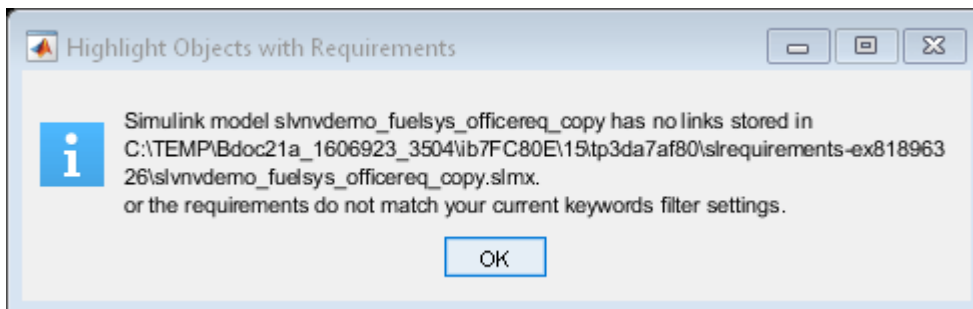 Highlight Objects with Requirements
Simulink model slvnvdemo_fuelsys_officereq_copy has no links stored in
C:\TEMP\Bdoc21a_1606923_3504\ib7FC80E\15\tp3da7af80\slrequirements-ex818963
26\slvnvdemo_fuelsys_officereq_copy.slmx.
or the requirements do not match your current keywords filter settings.
OK